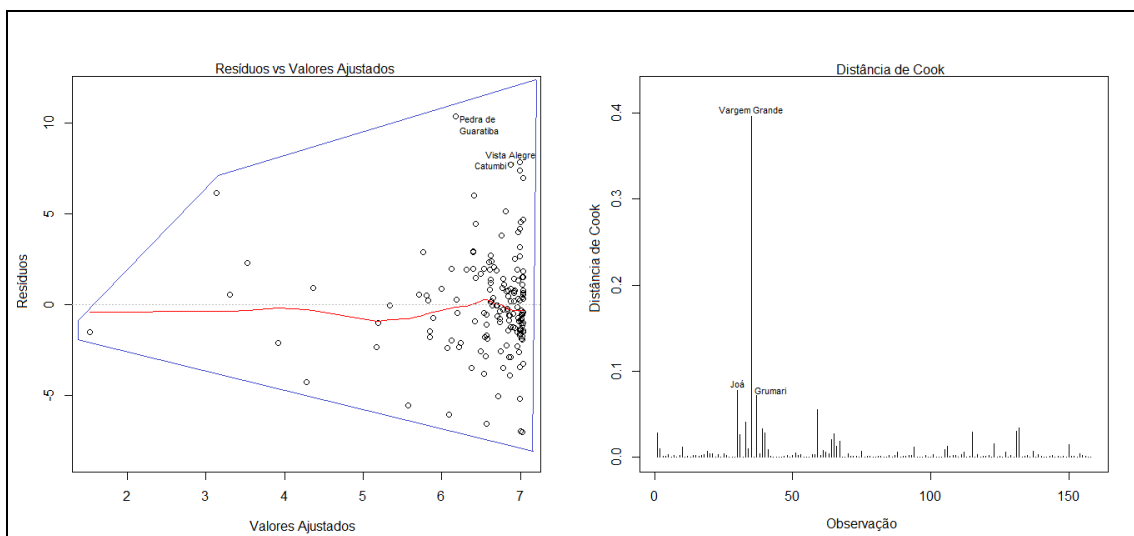 Resíduos vs Valores Ajustados
Resíduos
10
5
0
-5
Pedra de
Guaratiba
Vista Alegre
Catumbi
2 3 4 5 6 7
Valores Ajustados
Distância de Cook
Distância de Cook
0.4
0.3
0.2
0.1
0.0
Vargem Grande
Joá
Grumari
0 50 100 150
Observação